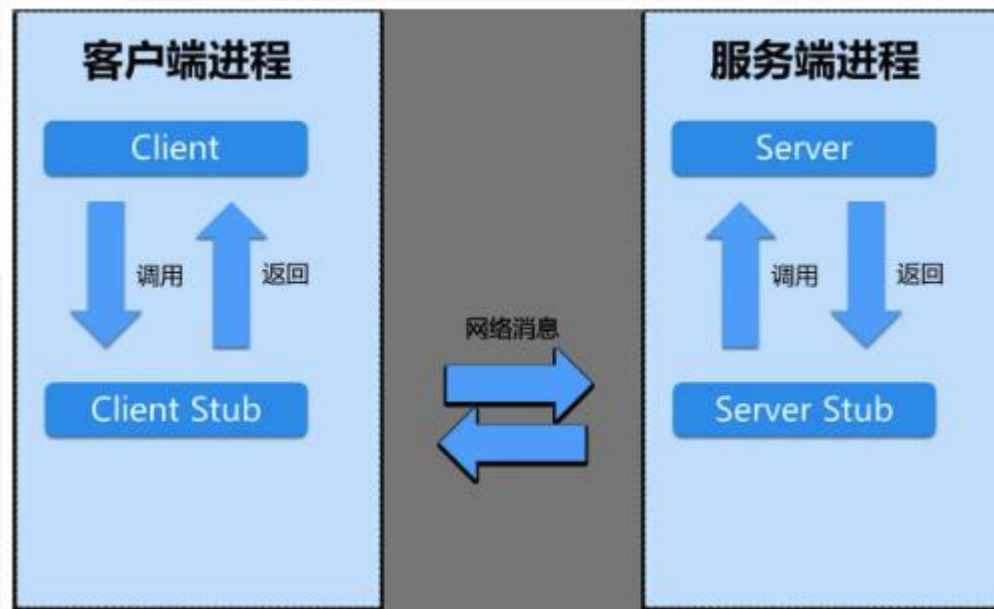 客户端进程
Client
调用
返回
Client Stub
网络消息
服务端进程
Server
调用
返回
Server Stub